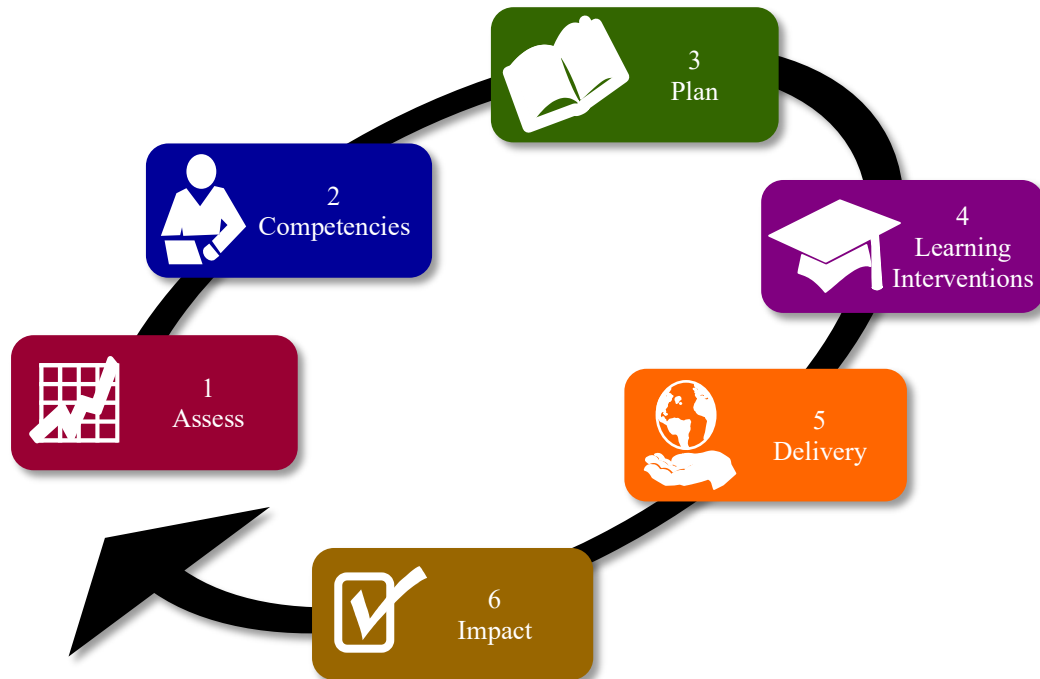 1
Assess
2
Competencies
3
Plan
4
Learning
Interventions
5
Delivery
6
Impact